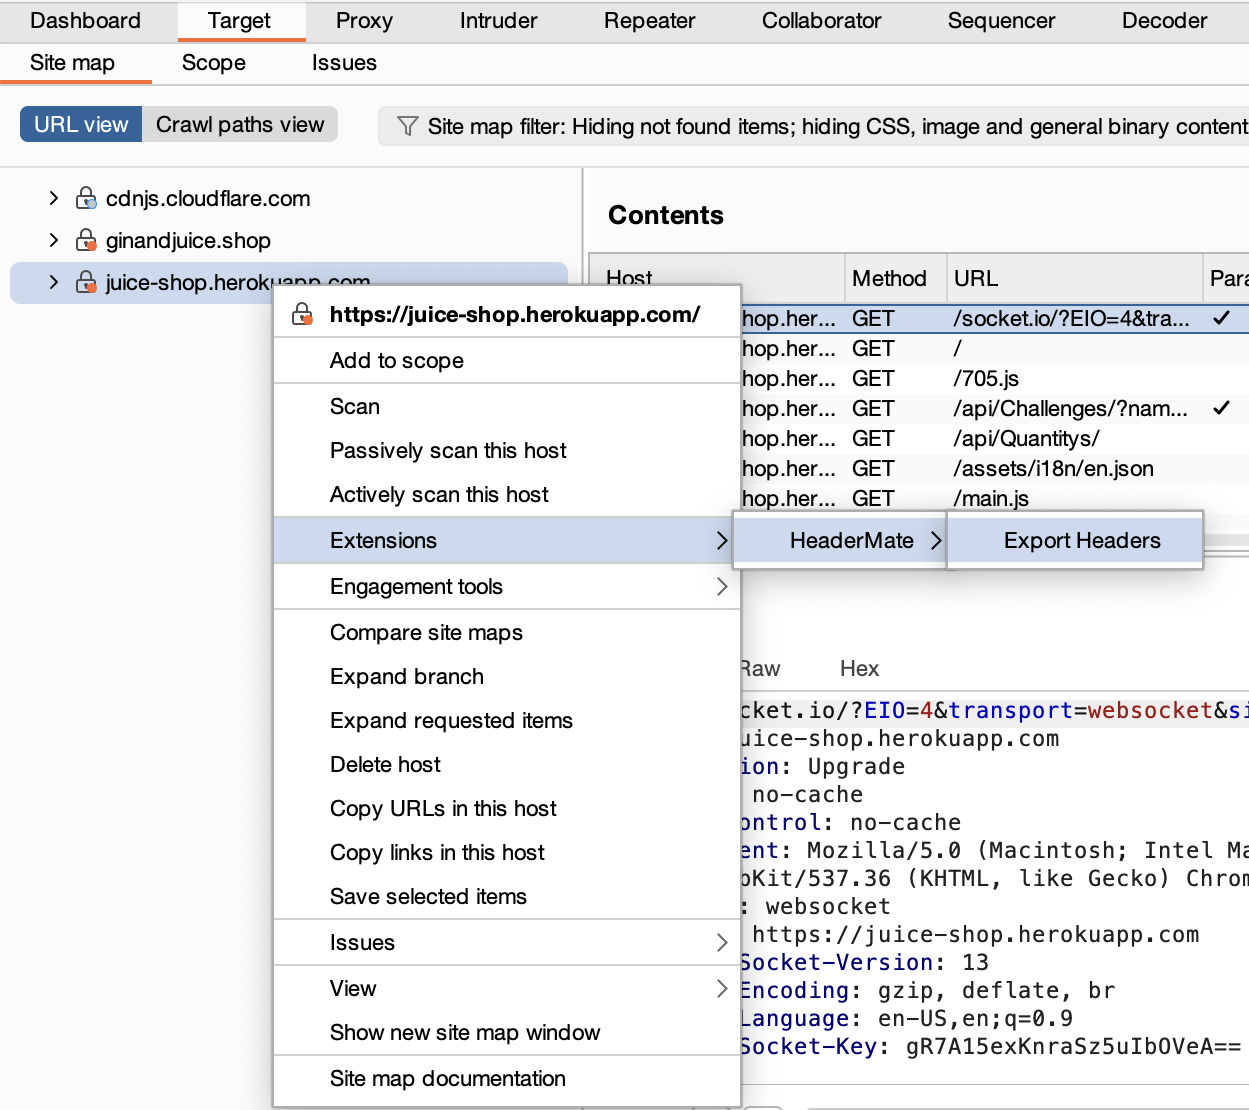 Dashboard Target Proxy Intruder Repeater Collaborator Sequencer Decoder
Site map Scope Issues
URL view Crawl paths view Site map filter: Hiding not found items; hiding CSS, image and general binary content
cdnjs.cloudflare.com
ginandjuice.shop
juice-shop.herokuapp.com
Contents
Host Method URL Para
hop.her... GET /socket.io/?EIO=4&tra... ✓
hop.her... GET /
hop.her... GET /705.js
hop.her... GET /api/Challenges/?nam... ✓
hop.her... GET /api/Quantitys/
hop.her... GET /assets/i18n/en.json
hop.her... GET /main.js
https://juice-shop.herokuapp.com/
Add to scope
Scan
Passively scan this host
Actively scan this host
Extensions
HeaderMate
Export Headers
Engagement tools
Compare site maps
Expand branch
Expand requested items
Delete host
Copy URLs in this host
Copy links in this host
Save selected items
Issues
View
Show new site map window
Site map documentation
Raw Hex
cket.io/?EIO=4&transport=websocket&si
uice-shop.herokuapp.com
ion: Upgrade
no-cache
ontrol: no-cache
ent: Mozilla/5.0 (Macintosh; Intel Ma
Kit/537.36 (KHTML, like Gecko) Chrom
: websocket
https://juice-shop.herokuapp.com
Socket-Version: 13
Encoding: gzip, deflate, br
Language: en-US,en;q=0.9
Socket-Key: gR7A15exKnraSz5uIbOVeA==